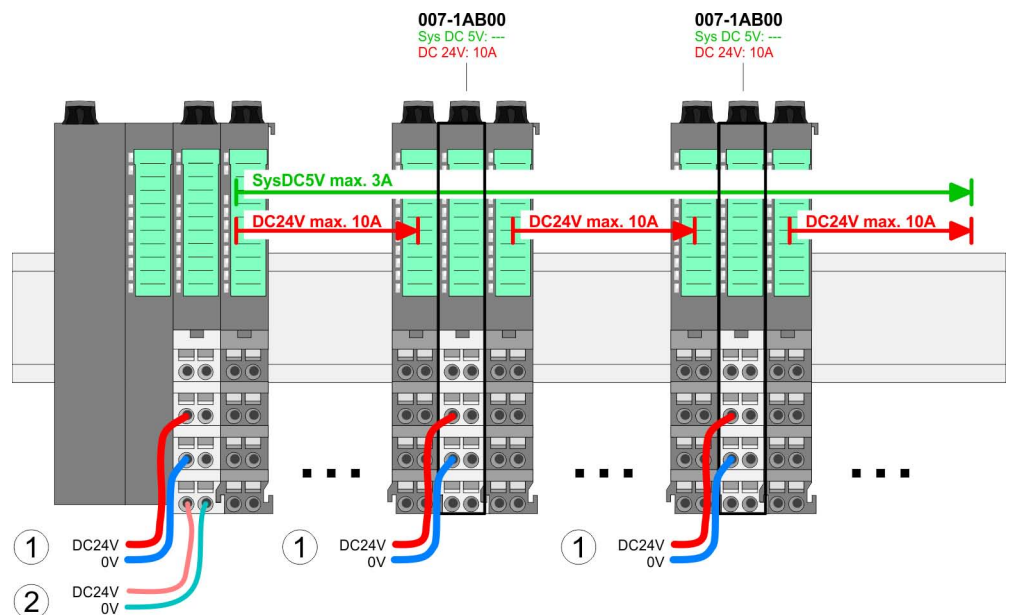 007-1AB00
Sys DC 5V: ---
DC 24V: 10A
007-1AB00
Sys DC 5V: ---
DC 24V: 10A
SysDC5V max. 3A
DC24V max. 10A
DC24V max. 10A
DC24V max. 10A
1
DC24V
0V
1
DC24V
0V
1
DC24V
0V
2
DC24V
0V